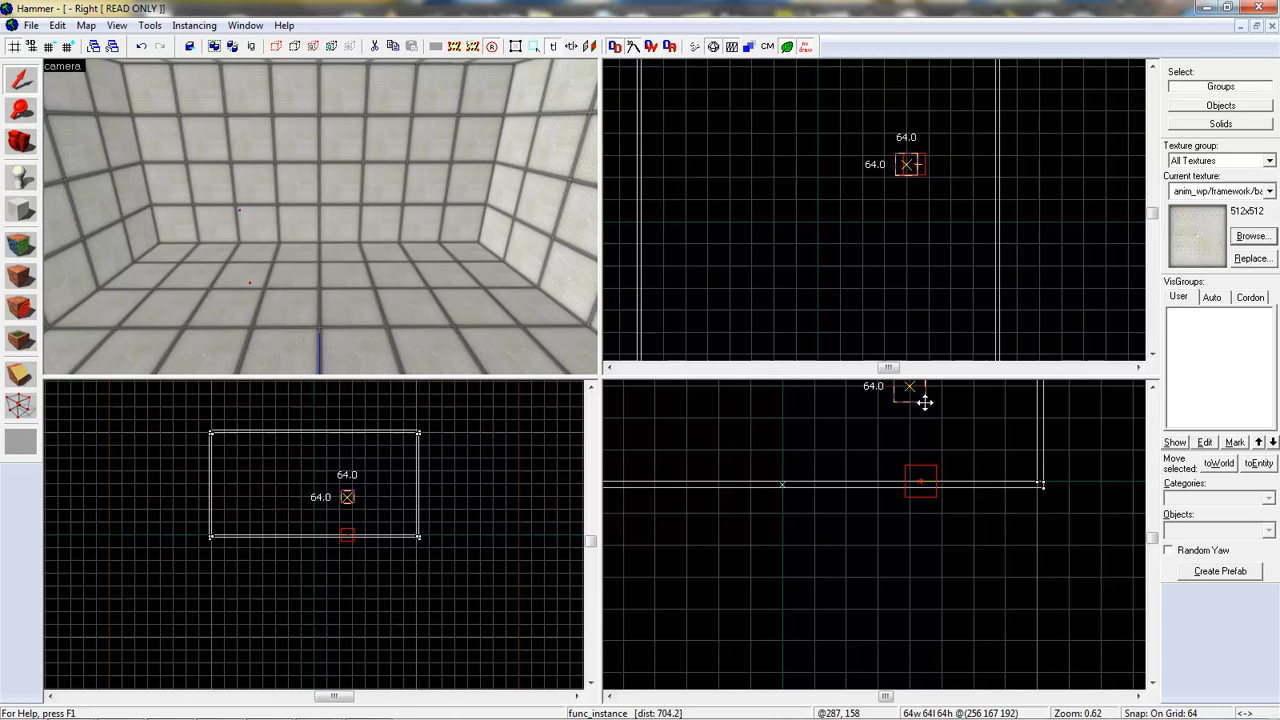 Hammer - [ - Right [ READ ONLY ]]
File Edit Map View Tools Instancing Window Help
tl CM no draw
camera
64.0
64.0
64.0
64.0
64.0
Select:
Groups
Objects
Solids
Texture group:
All Textures
Current texture:
anim_wp/framework/ba
512x512
Browse...
Replace...
VisGroups:
User Auto Cordon
Show Edit Mark
Move selected:
toWorld toEntity
Categories:
Objects:
Random Yaw
Create Prefab
For Help, press F1 func_instance [dist: 704.2] @287, 158 64w 64l 64h @(256 167 192) Zoom: 0.62 Snap: On Grid: 64 <->